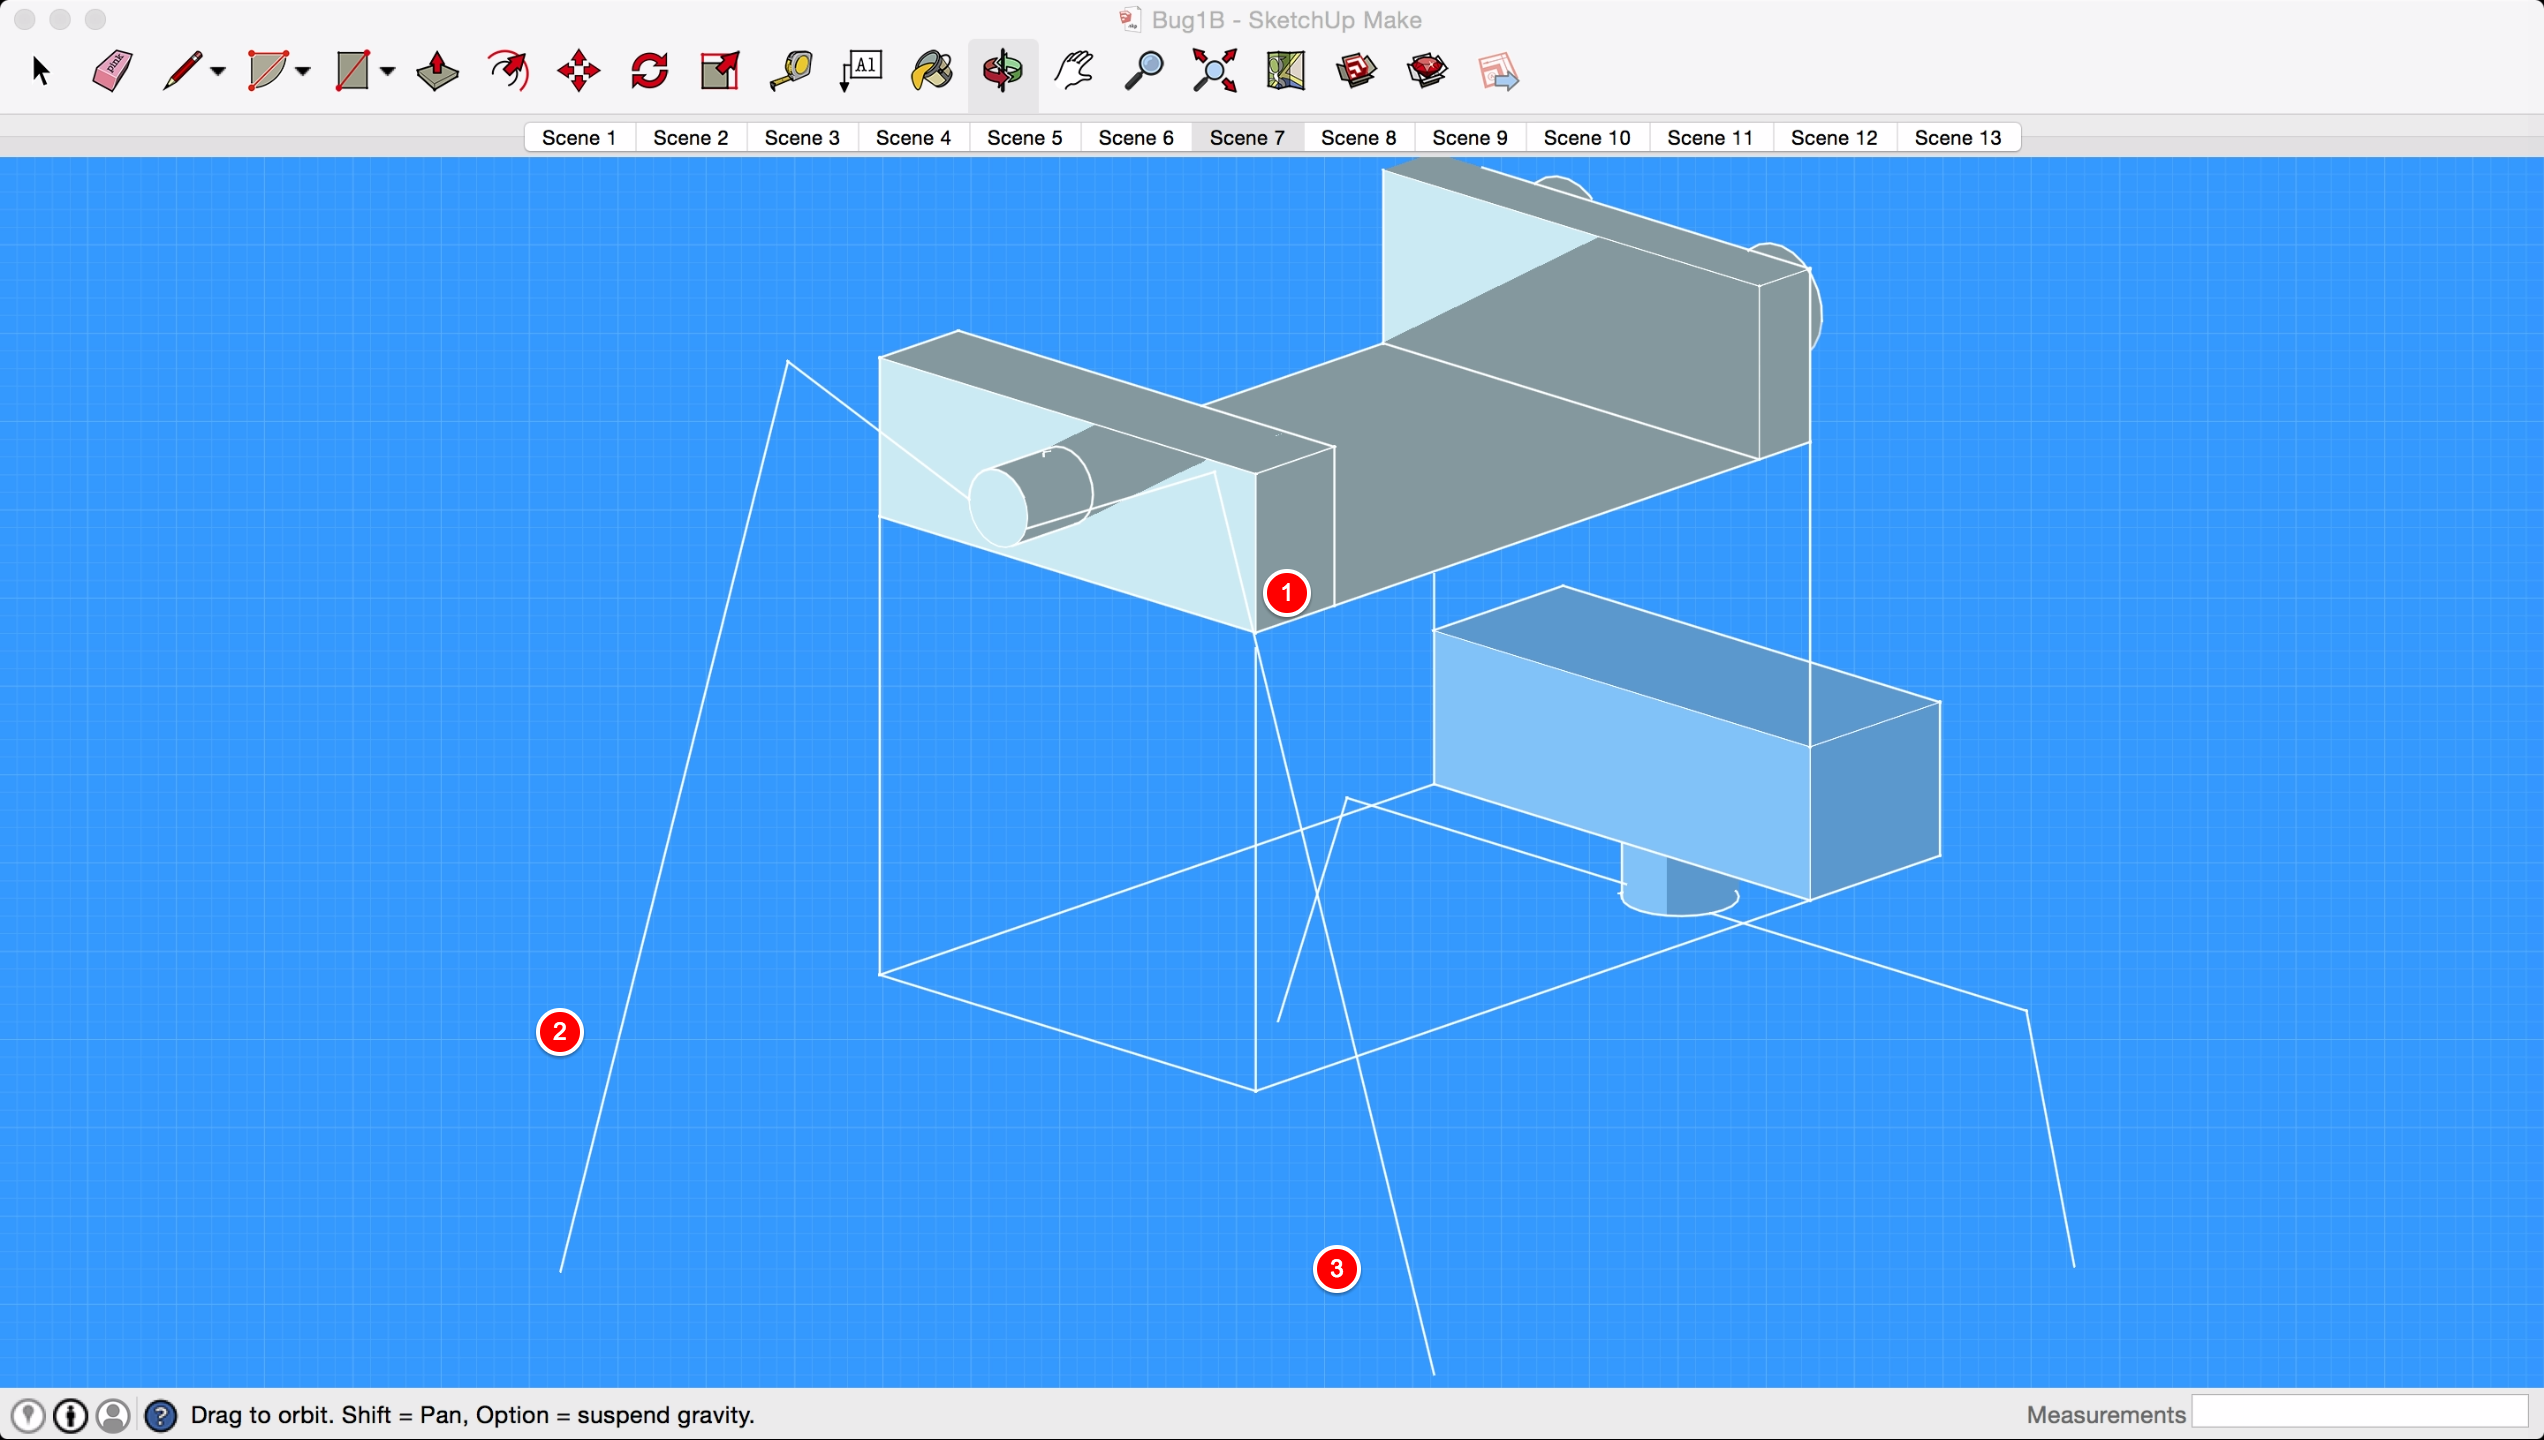 Bug1B - SketchUp Make
pink
A1
Scene 1 Scene 2 Scene 3 Scene 4 Scene 5 Scene 6 Scene 7 Scene 8 Scene 9 Scene 10 Scene 11 Scene 12 Scene 13
1
2
3
? Drag to orbit. Shift = Pan, Option = suspend gravity. Measurements